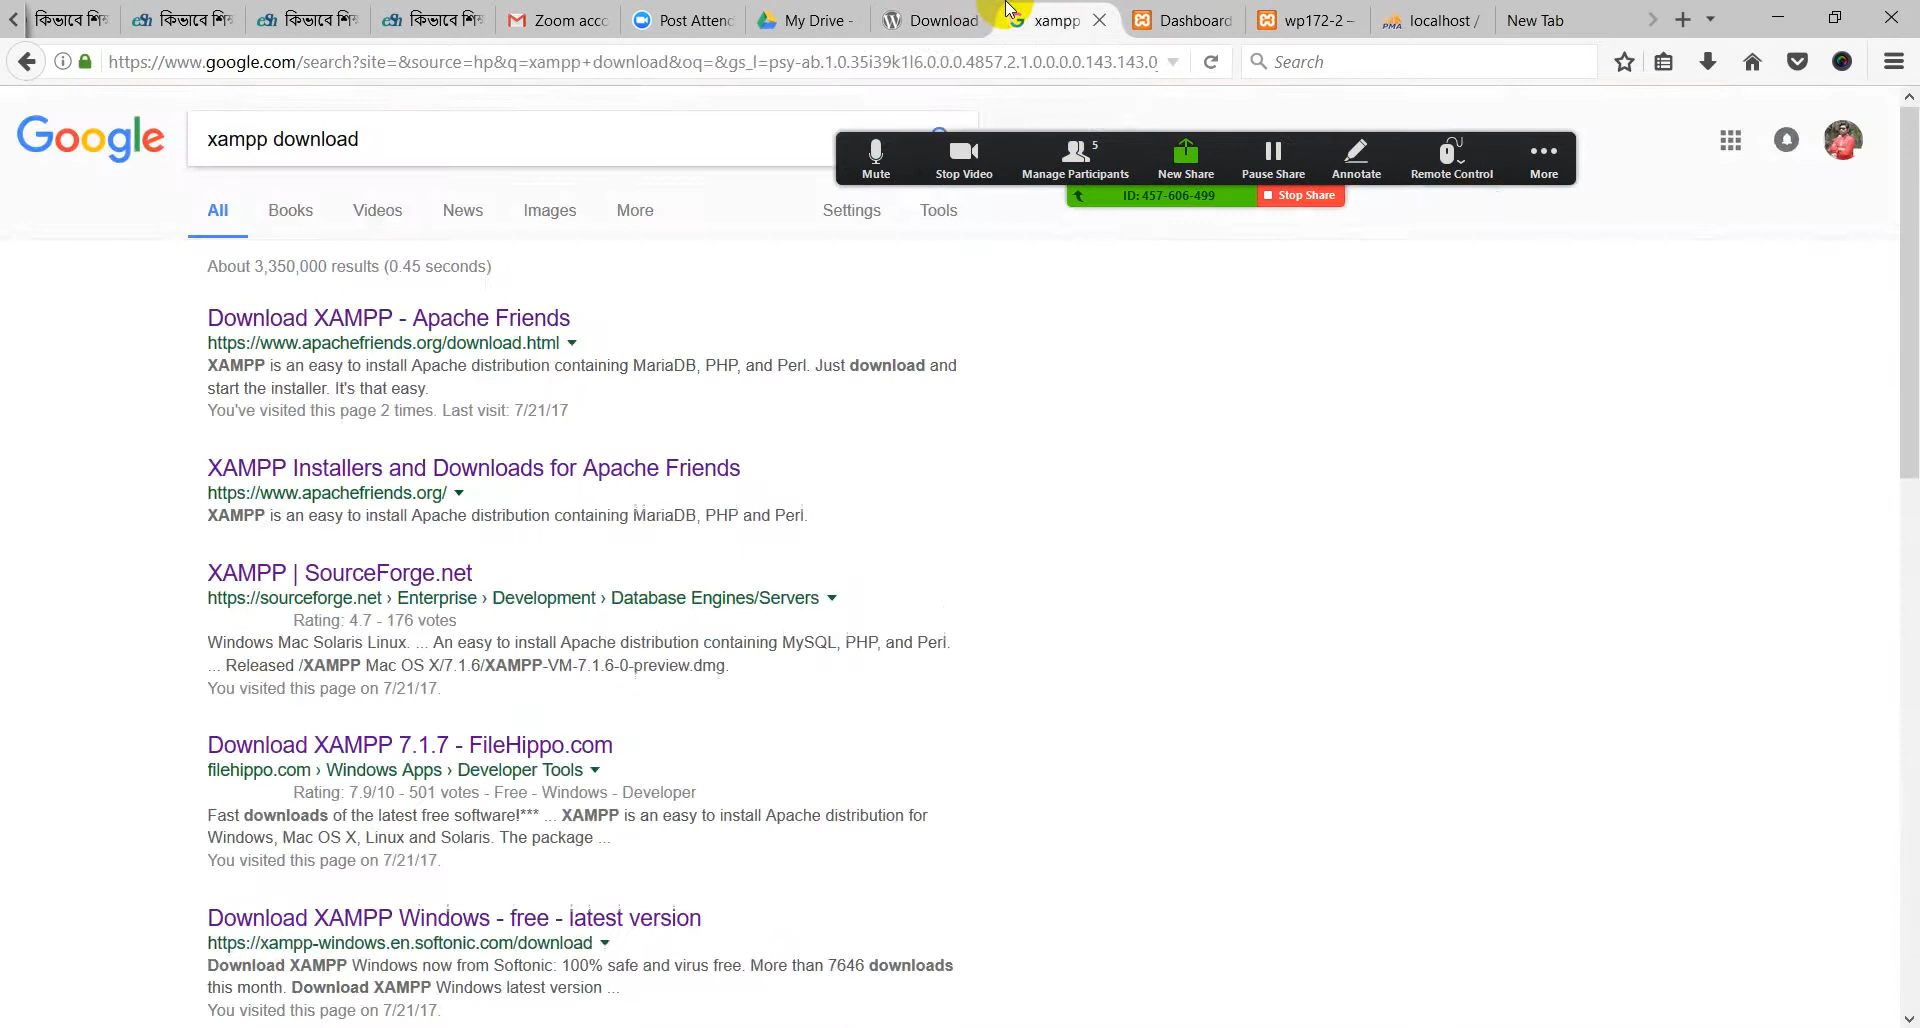 কিভাবে শি
কিভাবে শি
কিভাবে শি
কিভাবে শি
Zoom acco
Post Attend
My Drive -
Download
xampp
Dashboard
wp172-2 –
localhost /
New Tab
https://www.google.com/search?site=&source=hp&q=xampp+download&oq=&gs_l=psy-ab.1.0.35i39k1l6.0.0.0.4857.2.1.0.0.0.0.143.143.0
Search
Google
xampp download
Mute
Stop Video
Manage Participants
5
New Share
Pause Share
Annotate
Remote Control
More
ID: 457-606-499
Stop Share
All
Books
Videos
News
Images
More
Settings
Tools
About 3,350,000 results (0.45 seconds)
Download XAMPP - Apache Friends
https://www.apachefriends.org/download.html
XAMPP is an easy to install Apache distribution containing MariaDB, PHP, and Perl. Just download and
start the installer. It's that easy.
You've visited this page 2 times. Last visit: 7/21/17
XAMPP Installers and Downloads for Apache Friends
https://www.apachefriends.org/
XAMPP is an easy to install Apache distribution containing MariaDB, PHP and Perl.
XAMPP | SourceForge.net
https://sourceforge.net › Enterprise › Development › Database Engines/Servers
Rating: 4.7 - 176 votes
Windows Mac Solaris Linux. ... An easy to install Apache distribution containing MySQL, PHP, and Perl.
... Released /XAMPP Mac OS X/7.1.6/XAMPP-VM-7.1.6-0-preview.dmg.
You visited this page on 7/21/17.
Download XAMPP 7.1.7 - FileHippo.com
filehippo.com › Windows Apps › Developer Tools
Rating: 7.9/10 - 501 votes - Free - Windows - Developer
Fast downloads of the latest free software!*** ... XAMPP is an easy to install Apache distribution for
Windows, Mac OS X, Linux and Solaris. The package ...
You visited this page on 7/21/17.
Download XAMPP Windows - free - latest version
https://xampp-windows.en.softonic.com/download
Download XAMPP Windows now from Softonic: 100% safe and virus free. More than 7646 downloads
this month. Download XAMPP Windows latest version ...
You visited this page on 7/21/17.